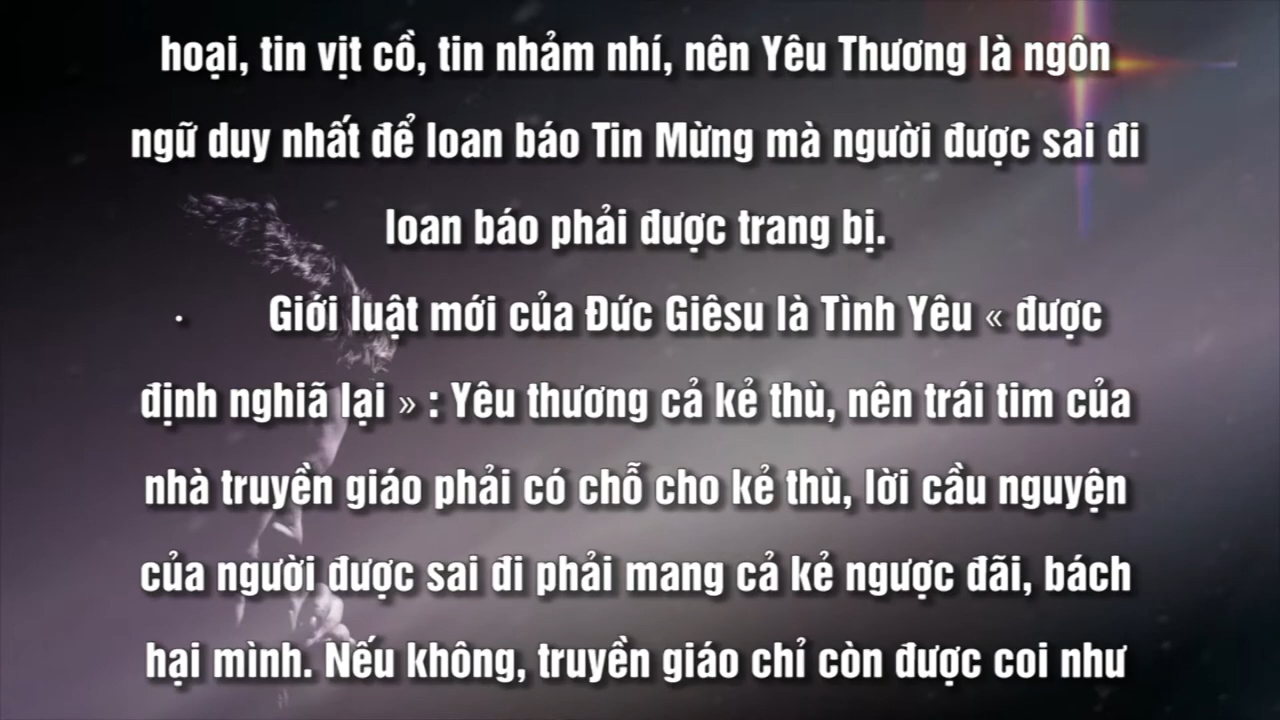 hoại, tin vịt cồ, tin nhảm nhí, nên Yêu Thương là ngôn
ngữ duy nhất để loan báo Tin Mừng mà người được sai đi
loan báo phải được trang bị.
· Giới luật mới của Đức Giêsu là Tình Yêu « được
định nghiã lại » : Yêu thương cả kẻ thù, nên trái tim của
nhà truyền giáo phải có chỗ cho kẻ thù, lời cầu nguyện
của người được sai đi phải mang cả kẻ ngược đãi, bách
hại mình. Nếu không, truyền giáo chỉ còn được coi như